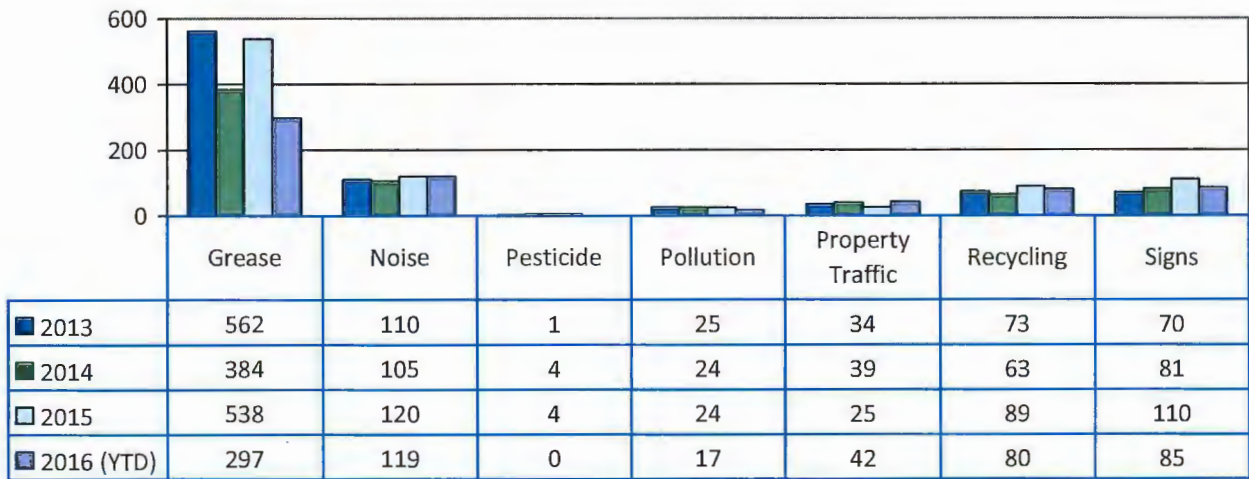 600
400
200
0
Grease Noise Pesticide Pollution Property Traffic Recycling Signs
2013 562 110 1 25 34 73 70
2014 384 105 4 24 39 63 81
2015 538 120 4 24 25 89 110
2016 (YTD) 297 119 0 17 42 80 85